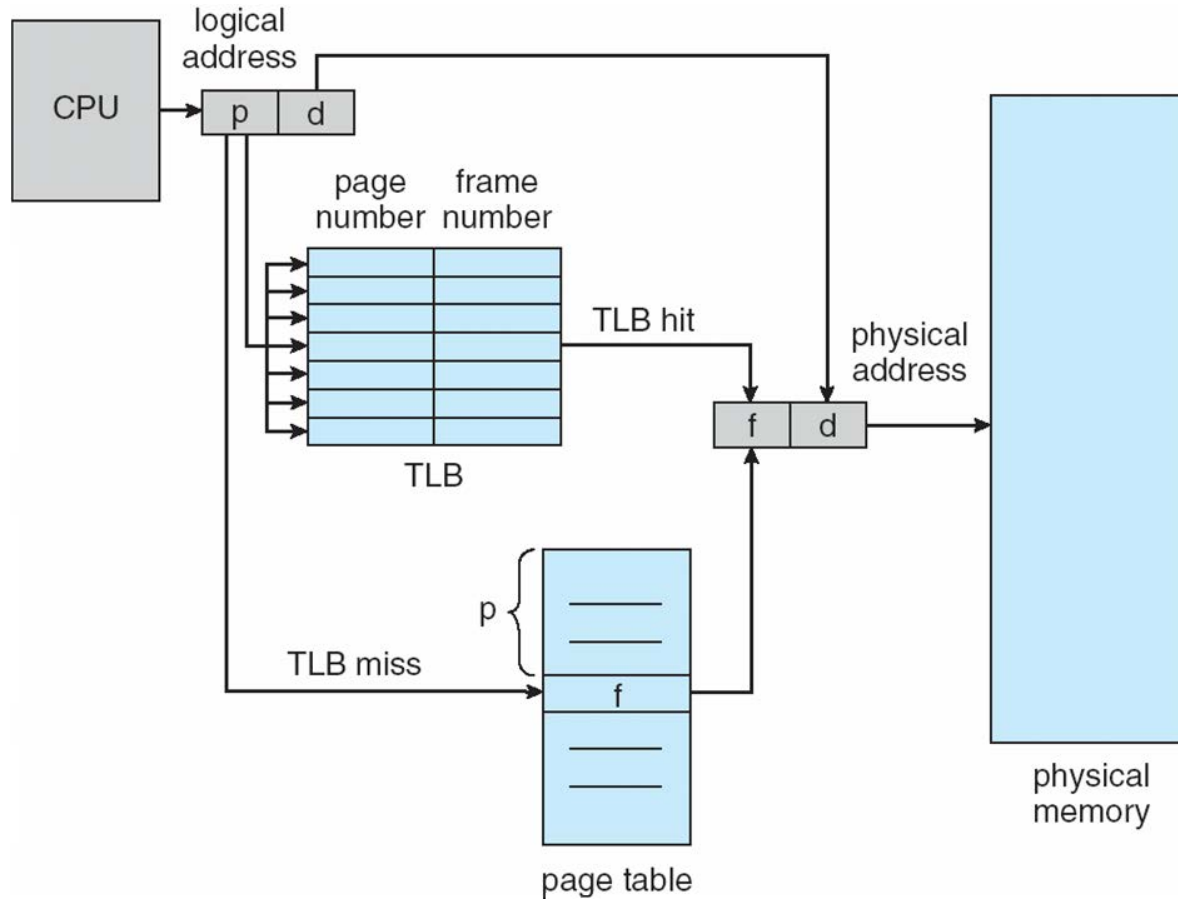 logical
address
CPU
p
d
page
number
frame
number
TLB hit
TLB
physical
address
f
d
p
TLB miss
f
page table
physical
memory